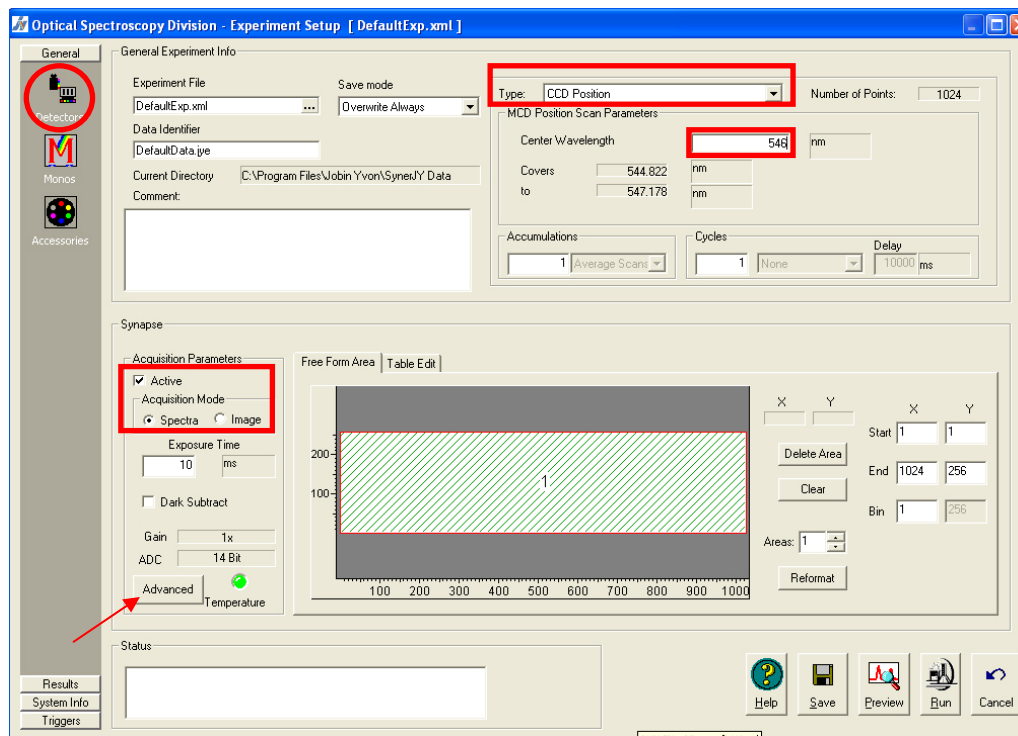 Optical Spectroscopy Division - Experiment Setup [ DefaultExp.xml ]
General
Detectors
Monos
Accessories
Results
System Info
Triggers
General Experiment Info
Experiment File
DefaultExp.xml ...
Save mode
Overwrite Always
Data Identifier
DefaultData.jye
Current Directory C:\Program Files\Jobin Yvon\SynerJY Data
Comment:
Type: CCD Position
Number of Points: 1024
MCD Position Scan Parameters
Center Wavelength 546 nm
Covers 544.822 nm
to 547.178 nm
Accumulations
1 Average Scans
Cycles
1 None
Delay
10000 ms
Synapse
Acquisition Parameters
Active
Acquisition Mode
Spectra Image
Exposure Time
10 ms
Dark Subtract
Gain 1x
ADC 14 Bit
Advanced
Temperature
Free Form Area Table Edit
200
100
1
100 200 300 400 500 600 700 800 900 1000
X Y
Delete Area
Clear
Areas: 1
Reformat
X Y
Start 1 1
End 1024 256
Bin 1 256
Status
Help Save Preview Run Cancel